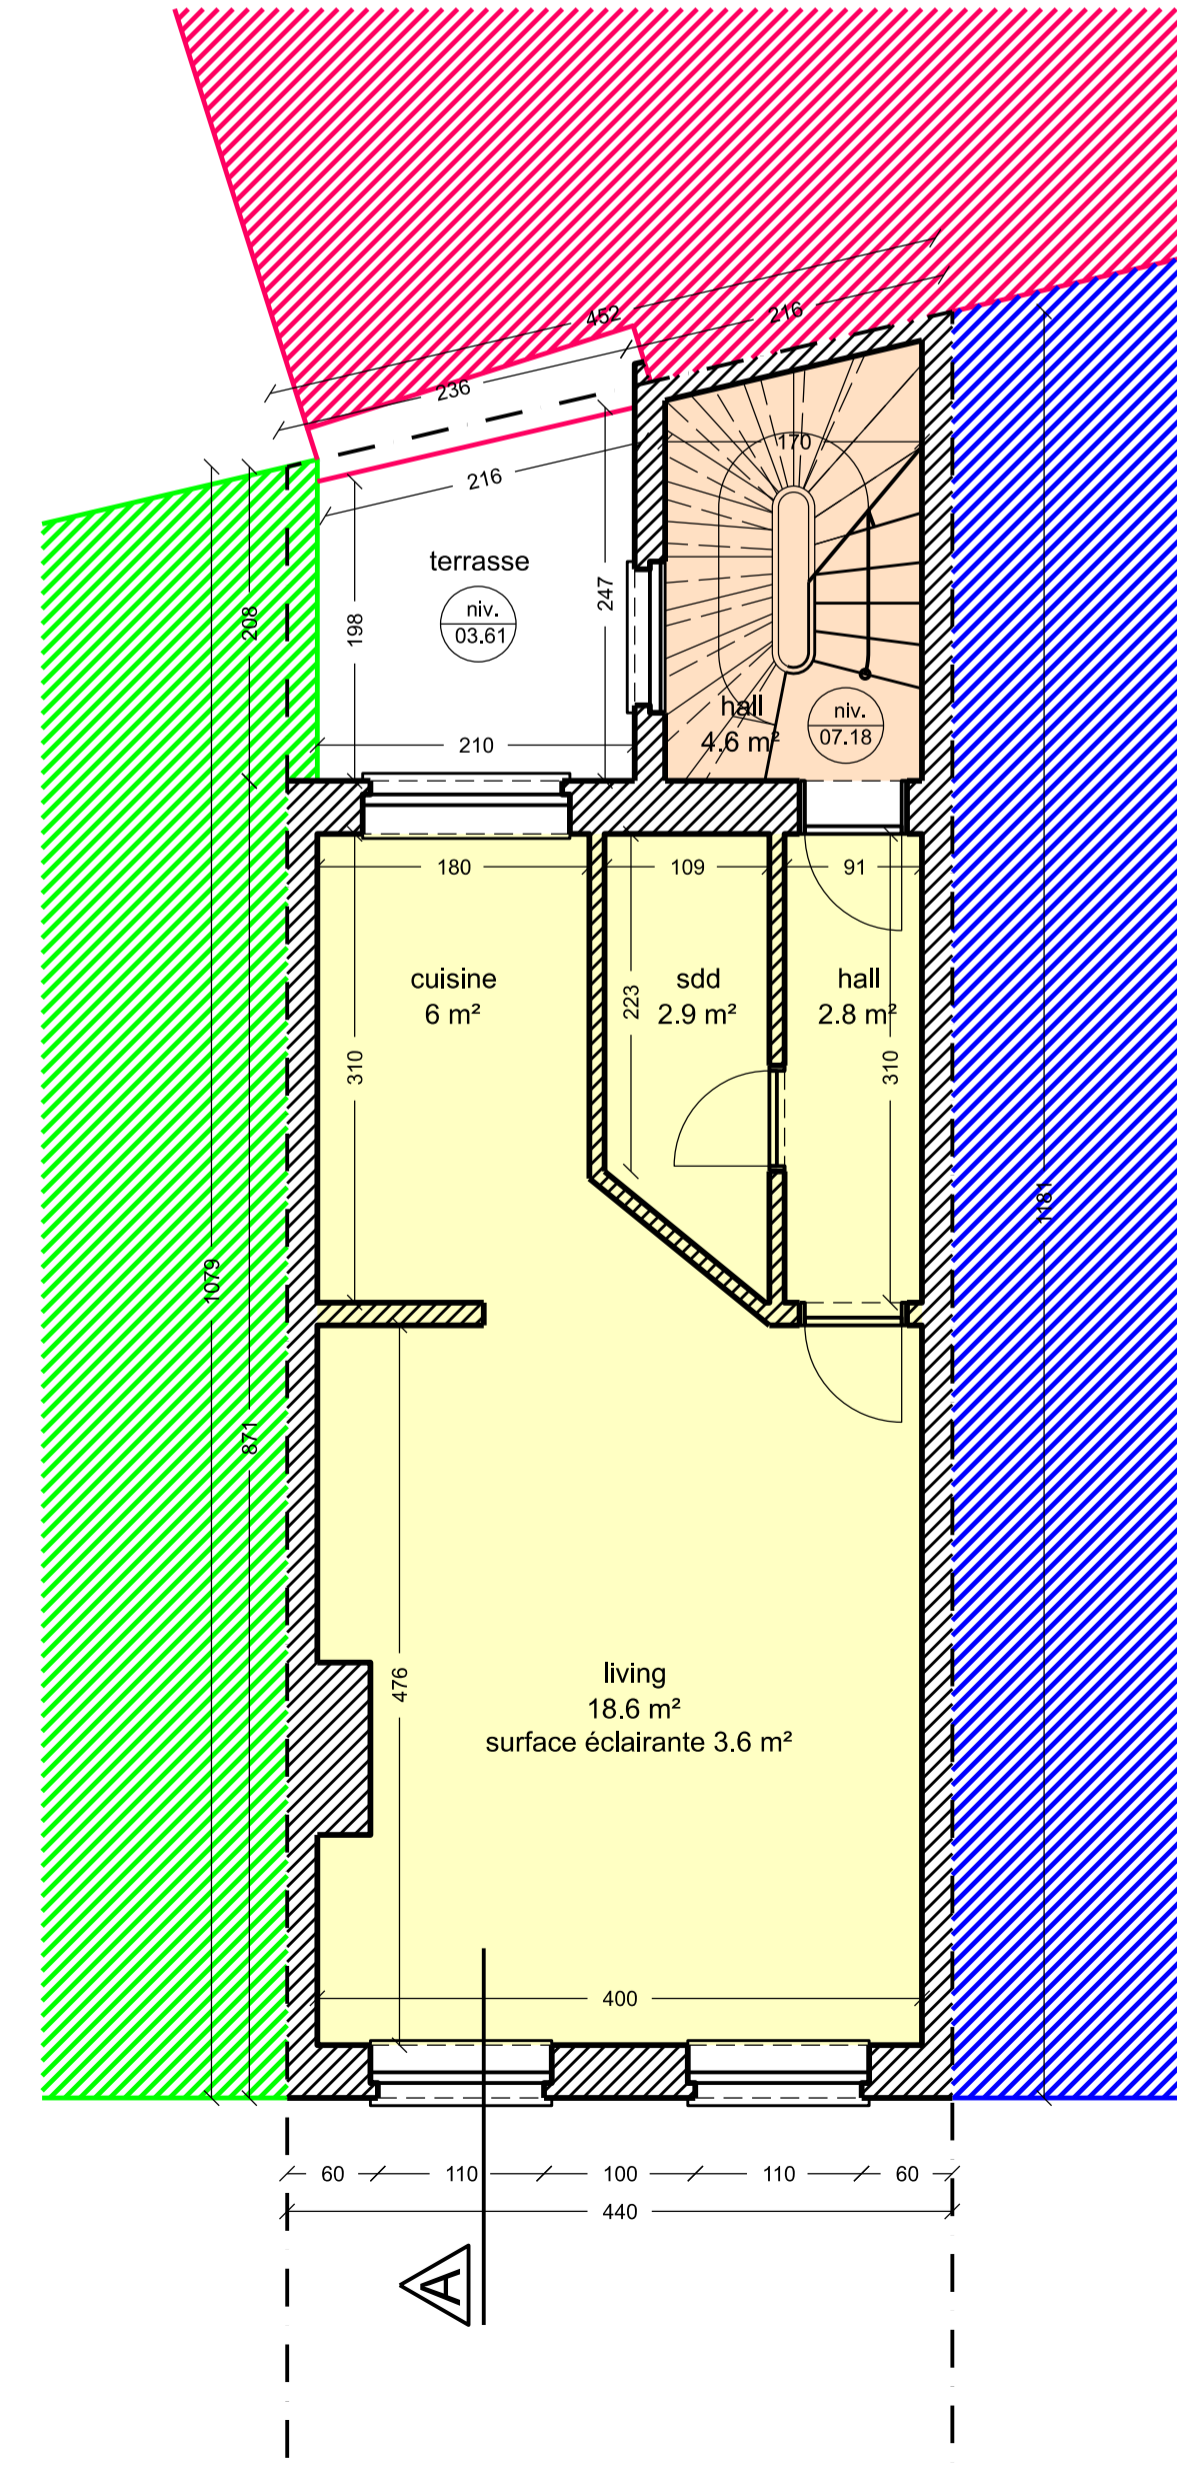 452
216
236
170
216
terrasse
niv.
03.61
247
198
208
hall
4.6 m²
niv.
07.18
210
180
109
91
cuisine
6 m²
sdd
2.9 m²
hall
2.8 m²
223
310
310
1181
1079
871
476
living
18.6 m²
surface éclairante 3.6 m²
400
60
110
100
110
60
440
A